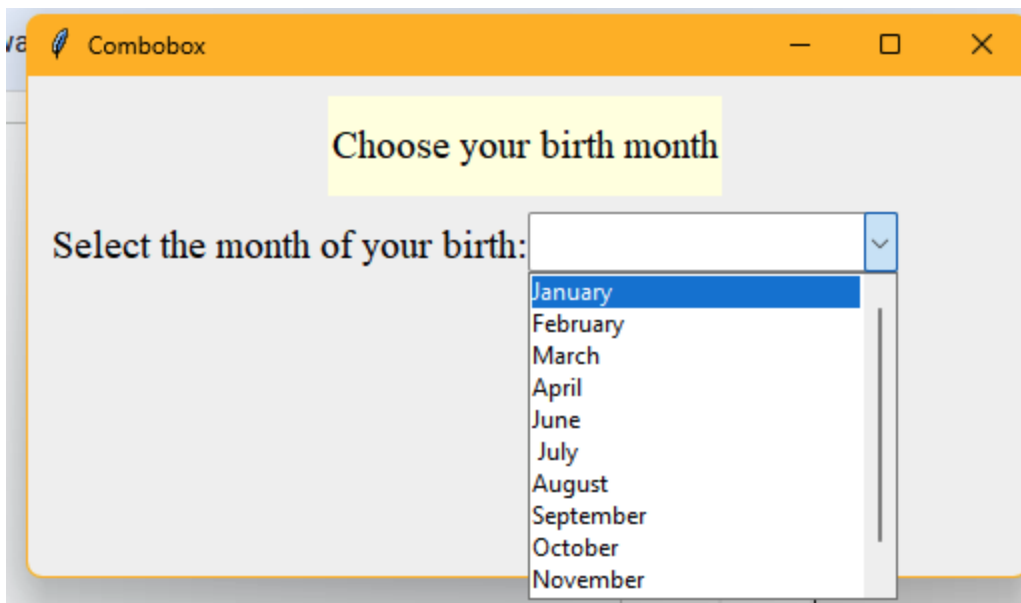 Combobox
Choose your birth month
Select the month of your birth:
January
February
March
April
June
July
August
September
October
November